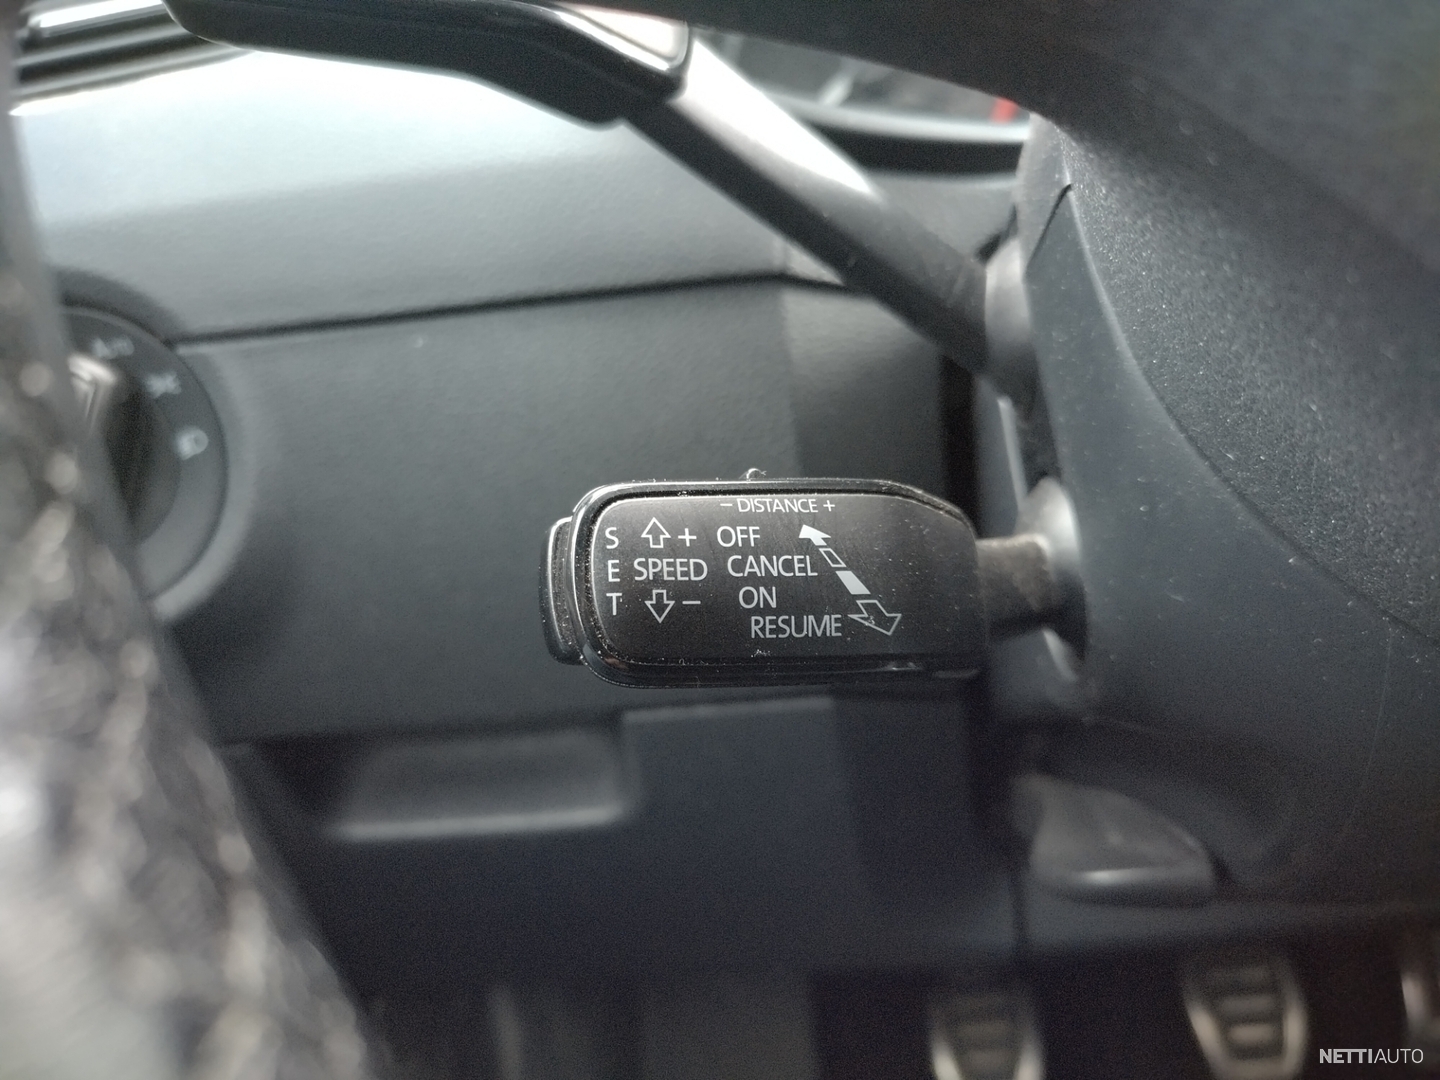 − DISTANCE +
S + OFF
E SPEED CANCEL
T − ON
RESUME
NETTIAUTO